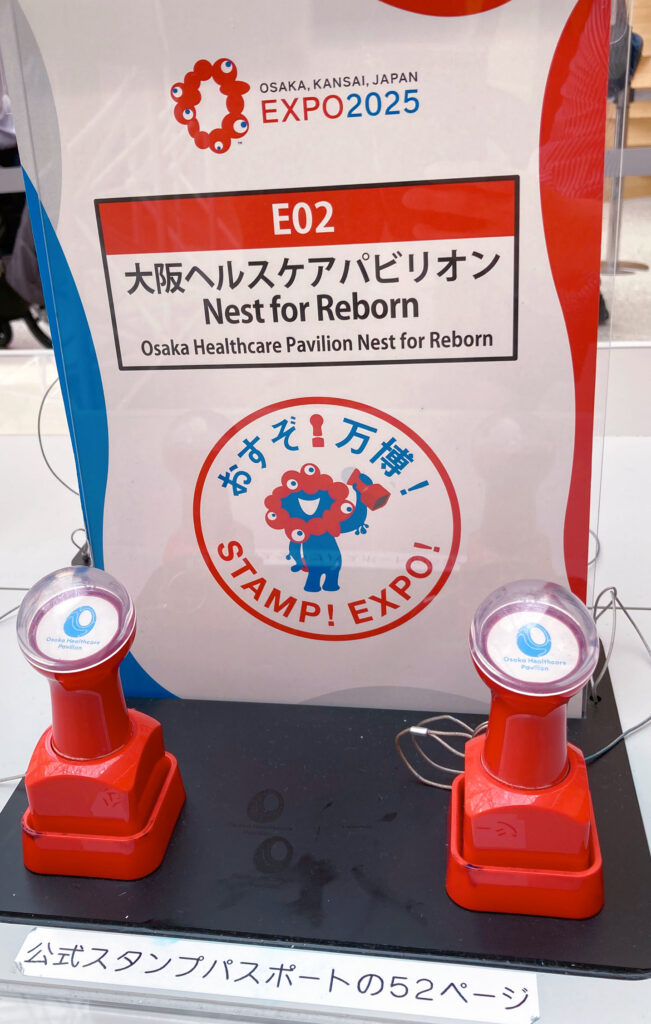 OSAKA, KANSAI, JAPAN
EXPO2025
E02
大阪ヘルスケアパビリオン
Nest for Reborn
Osaka Healthcare Pavilion Nest for Reborn
おすぞ!万博!
STAMP! EXPO!
Osaka Healthcare
Pavilion
Osaka Healthcare
Pavilion
公式スタンプパスポートの52ページ